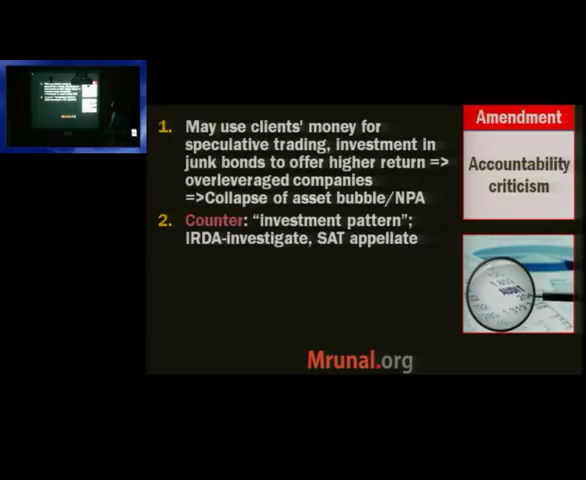 1. May use clients' money for
speculative trading, investment in
junk bonds to offer higher return =>
overleveraged companies
=>Collapse of asset bubble/NPA
2. Counter: “investment pattern”;
IRDA-investigate, SAT appellate
Amendment
Accountability
criticism
AUDIT
Mrunal.org